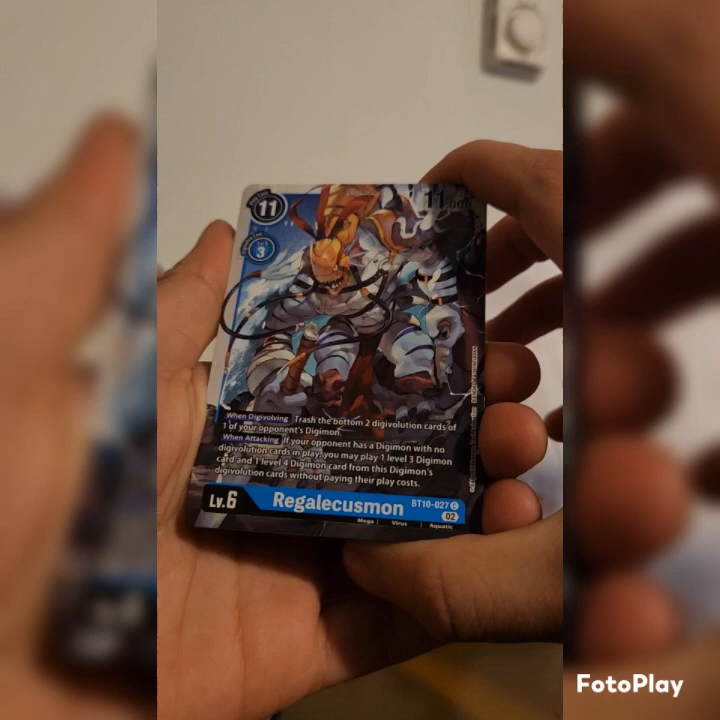 11
11000
Lv.5
3
When Digivolving Trash the bottom 2 digivolution cards of
1 of your opponent's Digimon.
When Attacking If your opponent has a Digimon with no
digivolution cards in play, you may play 1 level 3 Digimon
card and 1 level 4 Digimon card from this Digimon's
digivolution cards without paying their play costs.
Lv.6 Regalecusmon BT10-027 C
02
Mega | Virus | Aquatic
FotoPlay